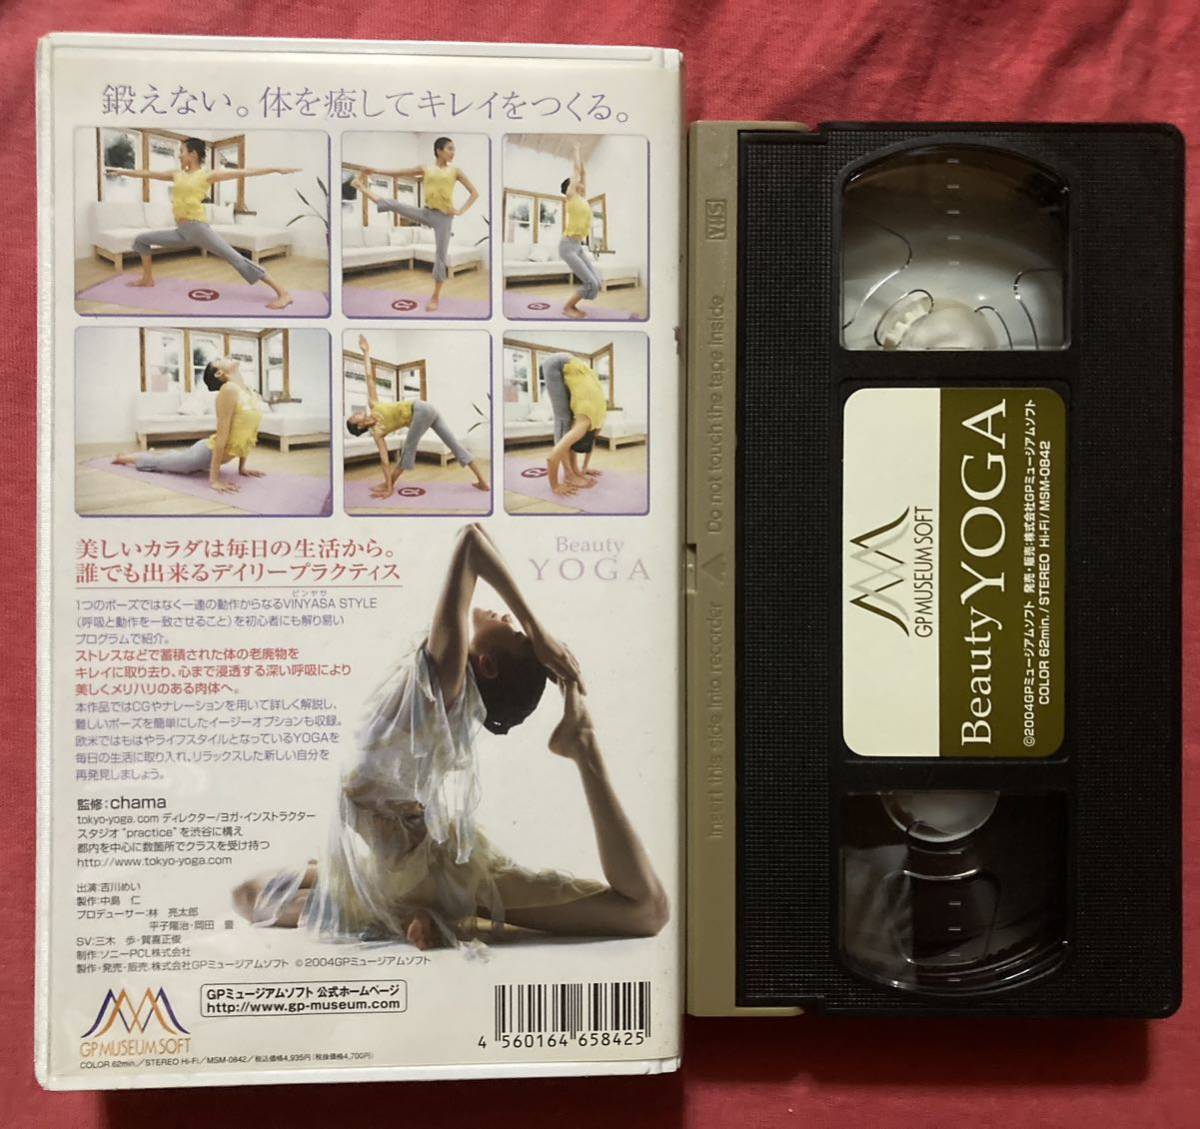 鍛えない。体を癒してキレイをつくる。
美しいカラダは毎日の生活から。
誰でも出来るデイリープラクティス
Beauty
YOGA
ビンヤサ
1つのポーズではなく一連の動作からなるVINYASA STYLE
(呼吸と動作を一致させること)を初心者にも解り易い
プログラムで紹介。
ストレスなどで蓄積された体の老廃物を
キレイに取り去り、心まで浸透する深い呼吸により
美しくメリハリのある肉体へ。
本作品ではCGやナレーションを用いて詳しく解説し、
難しいポーズを簡単にしたイージーオプションも収録。
欧米ではもはやライフスタイルとなっているYOGAを
毎日の生活に取り入れ、リラックスした新しい自分を
再発見しましょう。
監修:chama
tokyo-yoga.com ディレクター/ヨガ・インストラクター
スタジオ"practice"を渋谷に構え
都内を中心に数箇所でクラスを受け持つ
http://www.tokyo-yoga.com
出演:吉川めい
製作:中島 仁
プロデューサー:林 亮太郎
平子陽治・岡田 
SV:三木 歩・賀嘉正俊
制作:ソニーPCL株式会社
製作・発売・販売:株式会社GPミュージアムソフト ©2004GPミュージアムソフト
GPミュージアムソフト 公式ホームページ
http://www.gp-museum.com
GP MUSEUM SOFT
COLOR 62min./STEREO Hi-Fi/MSM-0842/税込価格4,935円(税抜価格4,700円)
4 560164 658425
VHS
Insert this side into recorder
Do not touch the tape inside
GP MUSEUM SOFT
Beauty YOGA
©2004GPミュージアムソフト 発売・販売:株式会社GPミュージアムソフト
COLOR 62min./STEREO Hi-Fi/MSM-0842